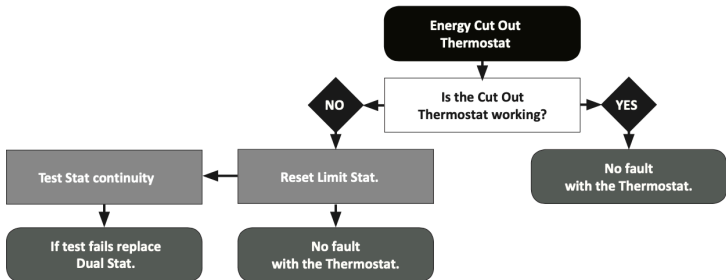 Energy Cut Out
Thermostat
Is the Cut Out
Thermostat working?
NO
YES
No fault
with the Thermostat.
Test Stat continuity
Reset Limit Stat.
If test fails replace
Dual Stat.
No fault
with the Thermostat.